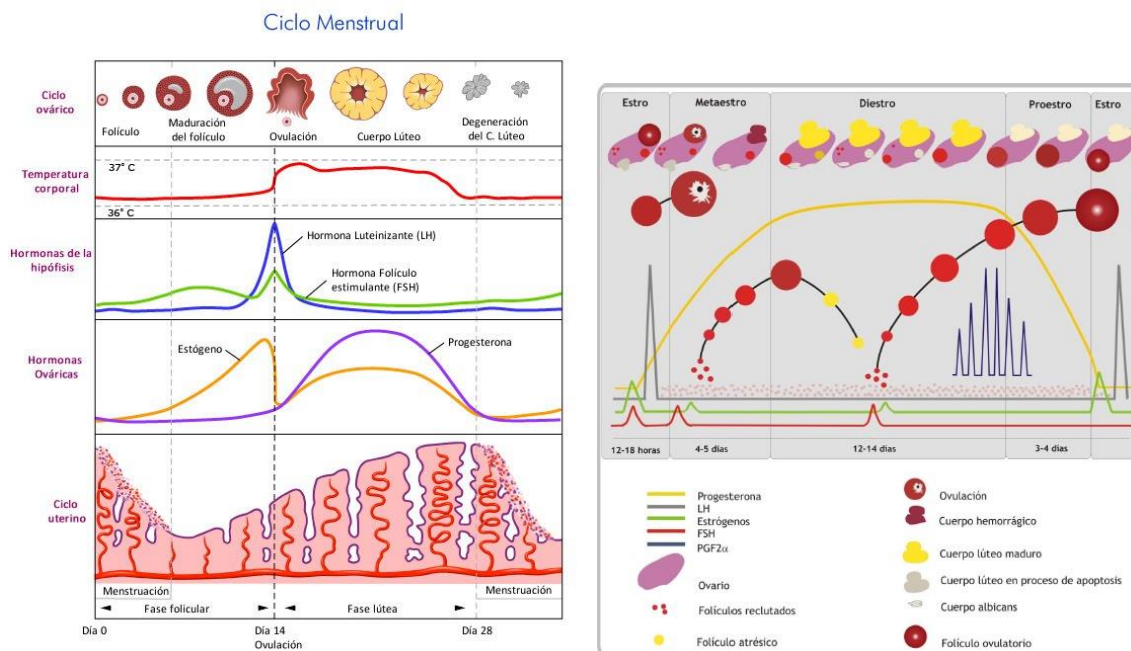 Ciclo Menstrual
Ciclo
ovárico
Folículo
Maduración
del folículo
Ovulación
Cuerpo Lúteo
Degeneración
del C. Lúteo
Temperatura
corporal
37° C
36° C
Hormonas de la
hipófisis
Hormona Luteinizante (LH)
Hormona Folículo
estimulante (FSH)
Hormonas
Ováricas
Estógeno
Progesterona
Ciclo
uterino
Menstruación
Menstruación
Fase folicular
Fase lútea
Día 0
Día 14
Ovulación
Día 28
Estro
Metaestro
Diestro
Proestro
Estro
12-18 horas
4-5 dias
12-14 dias
3-4 dias
Progesterona
LH
Estrógenos
FSH
PGF2α
Ovario
Folículos reclutados
Folículo atrésico
Ovulación
Cuerpo hemorrágico
Cuerpo lúteo maduro
Cuerpo lúteo en proceso de apoptosis
Cuerpo albicans
Folículo ovulatorio